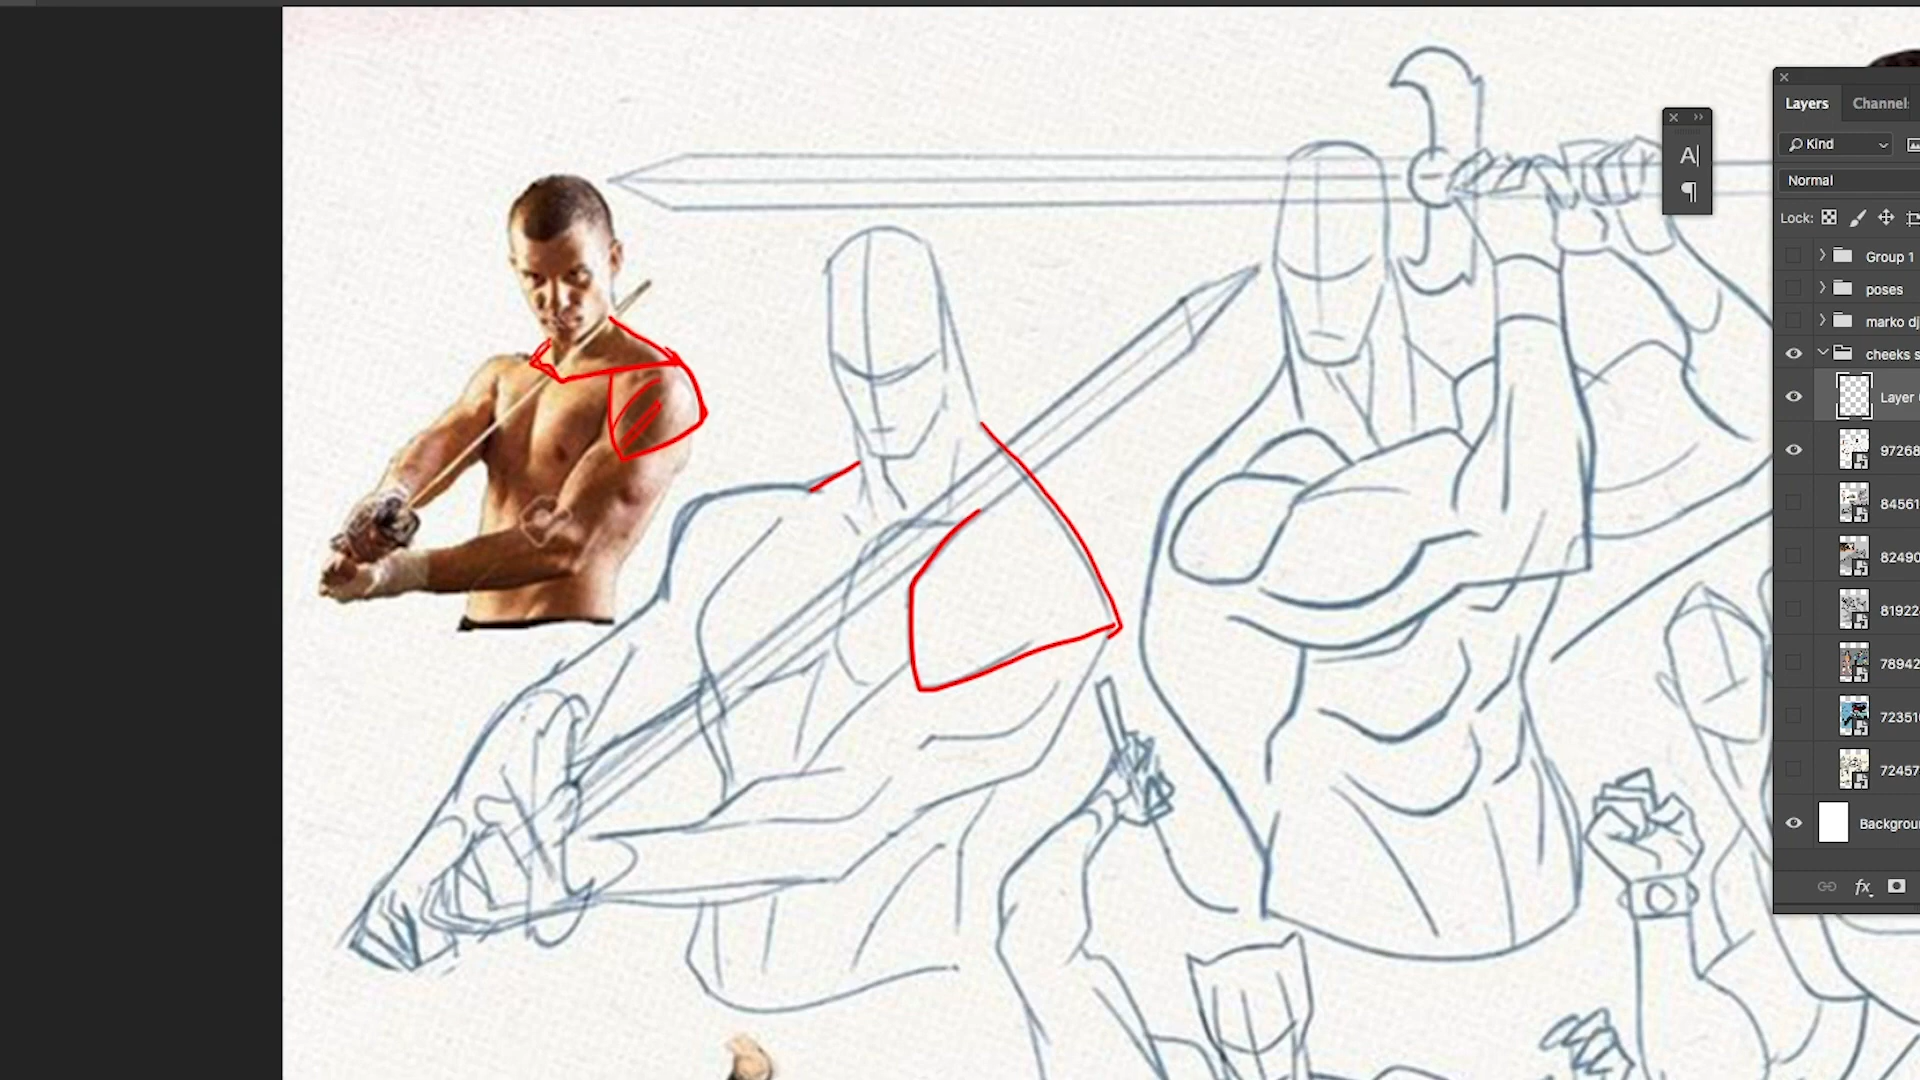 Layers Channel
A
Kind
Normal
Lock:
Group 1
poses
marko dj
cheeks s
Layer
97268
84561
82490
81922
78942
72351
72457
Backgrou
fx